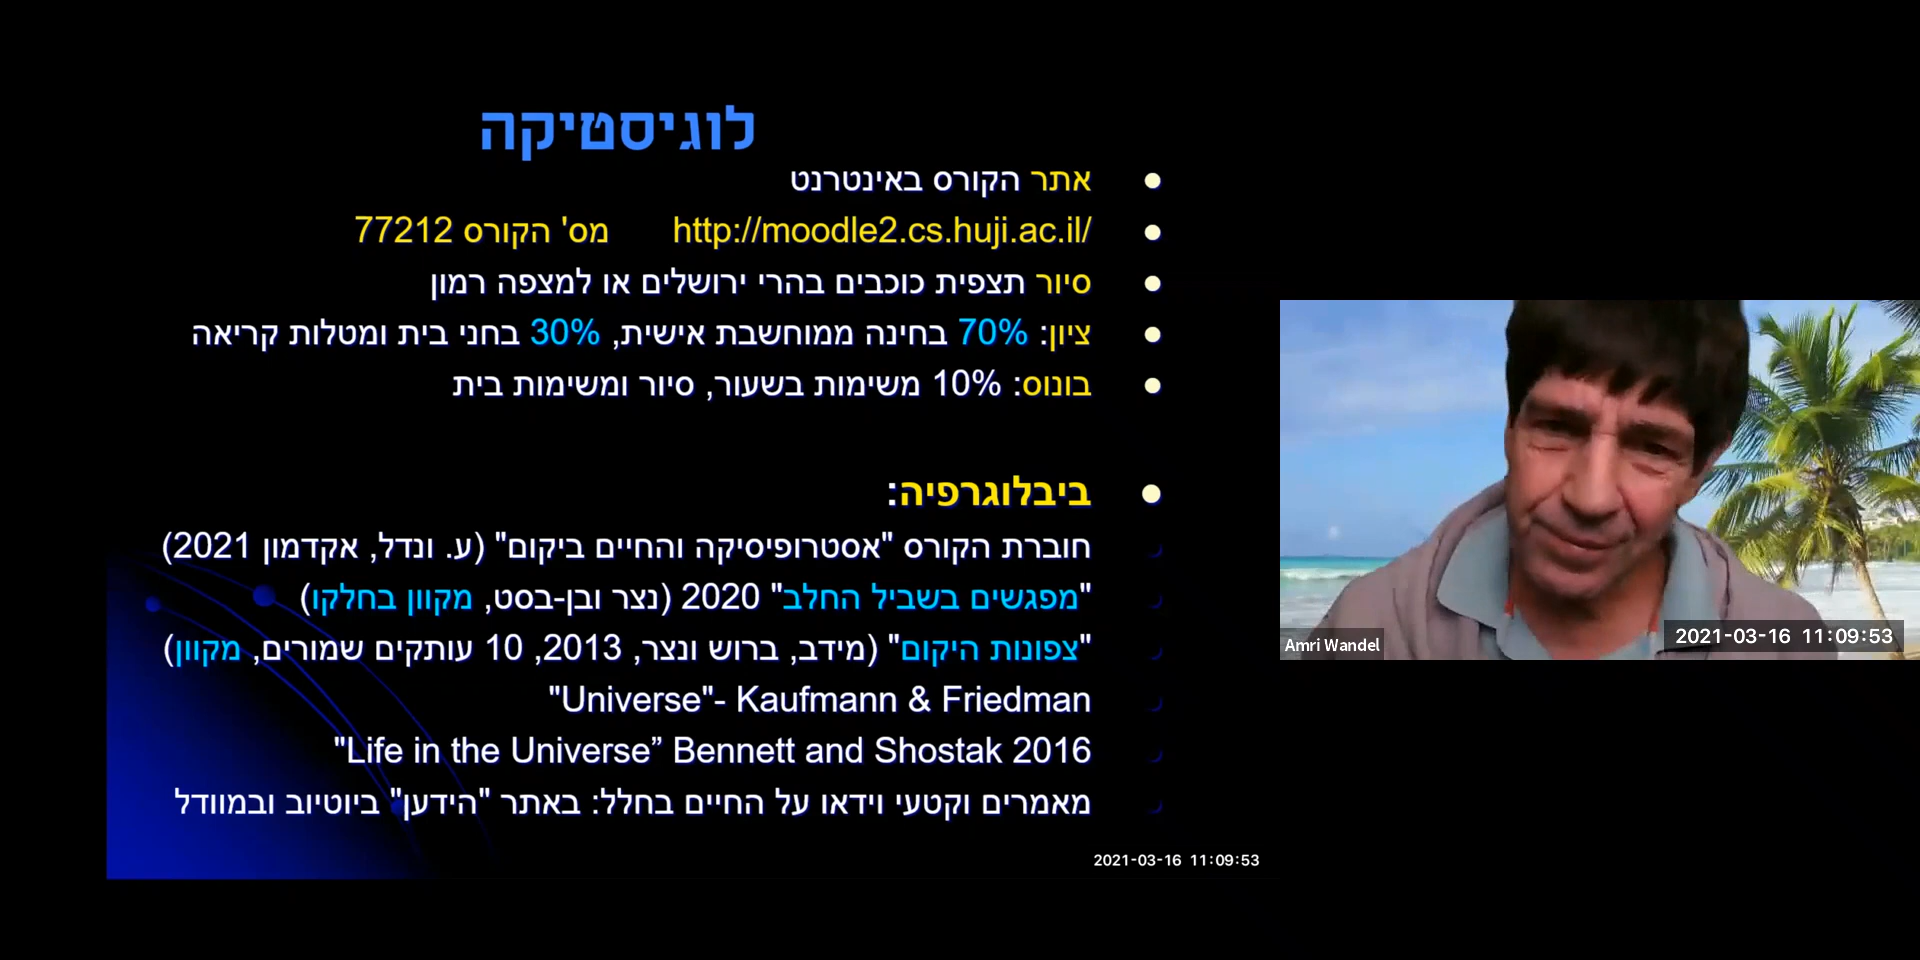 לוגיסטיקה
אתר הקורס באינטרנט
http://moodle2.cs.huji.ac.il/ מס' הקורס 77212
סיור תצפית כוכבים בהרי ירושלים או למצפה רמון
ציון: 70% בחינה ממוחשבת אישית, 30% בחני בית ומטלות קריאה
בונוס: 10% משימות בשעור, סיור ומשימות בית
ביבלוגרפיה:
חוברת הקורס "אסטרופיסיקה והחיים ביקום" (ע. ונדל, אקדמון 2021)
"מפגשים בשביל החלב" 2020 (נצר ובן-בסט, מקוון בחלקו)
"צפונות היקום" (מידב, ברוש ונצר, 2013, 10 עותקים שמורים, מקוון)
"Universe"- Kaufmann & Friedman
"Life in the Universe” Bennett and Shostak 2016
מאמרים וקטעי וידאו על החיים בחלל: באתר "הידען" ביוטיוב ובמוודל
2021-03-16 11:09:53
Amri Wandel
2021-03-16 11:09:53